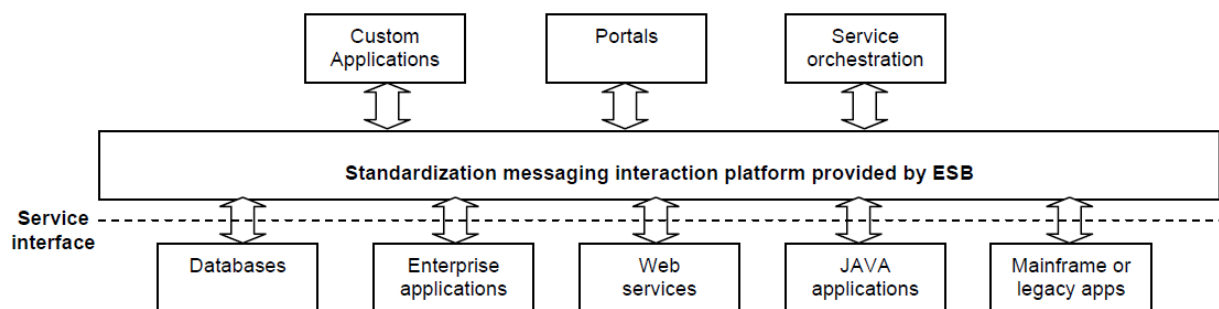 Custom
Applications
Portals
Service
orchestration
Standardization messaging interaction platform provided by ESB
Service
interface
Databases
Enterprise
applications
Web
services
JAVA
applications
Mainframe or
legacy apps